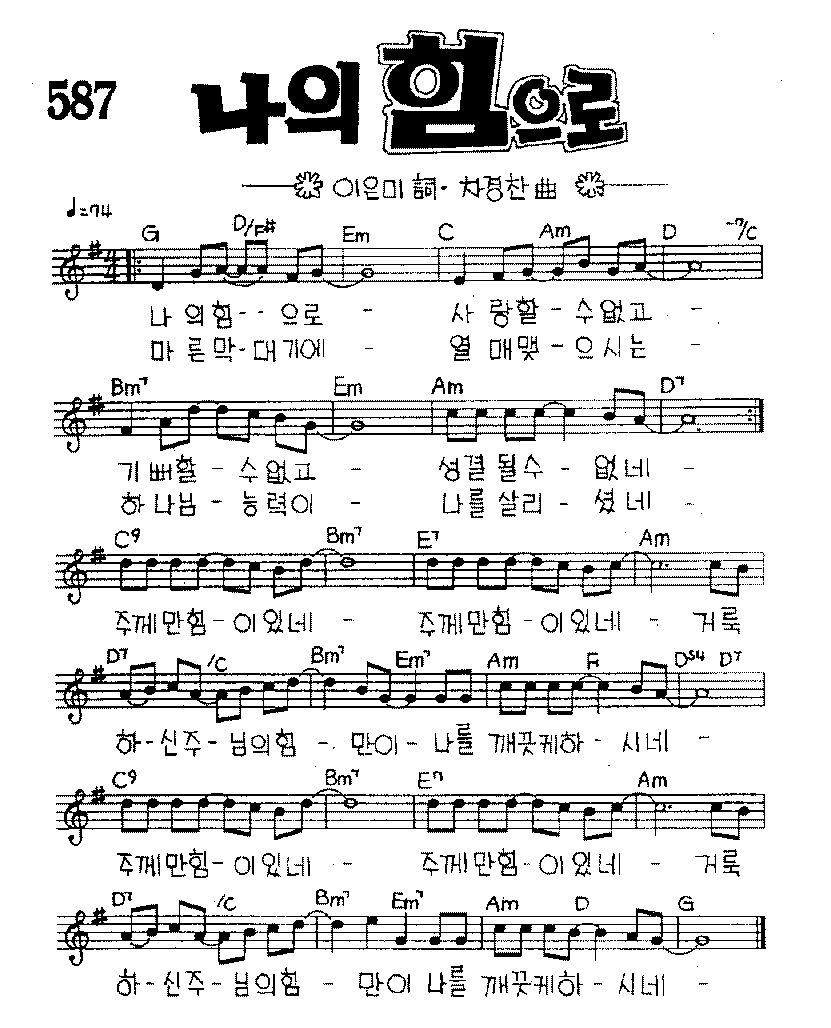 587
나의 힘으로
이은미 詞 · 차경찬 曲
♩=74
G D/F# Em C Am D -7/C
나 의힘-- 으로 - 사 랑할 - 수없고 -
마 른막-대기에 - 열 매맺 - 으시는 -
Bm7 Em Am D7
기 뻐할 - 수없고 - 성결 될수 - 없네 -
하 나님 - 능력이 - 나를 살리 - 셨네 -
C9 Bm7 E7 Am
주께만힘-이있네 - 주께만힘-이있네 - 거룩
D7 /C Bm7 Em7 Am F Dsu4 D7
하-신주-님의힘 - 만이- 나를 깨끗케하 - 시네 -
C9 Bm7 E7 Am
주께만힘-이있네 - 주께만힘-이있네 - 거룩
D7 /C Bm7 Em7 Am D G
하-신주-님의힘 - 만이 나를 깨끗케하- 시네 -